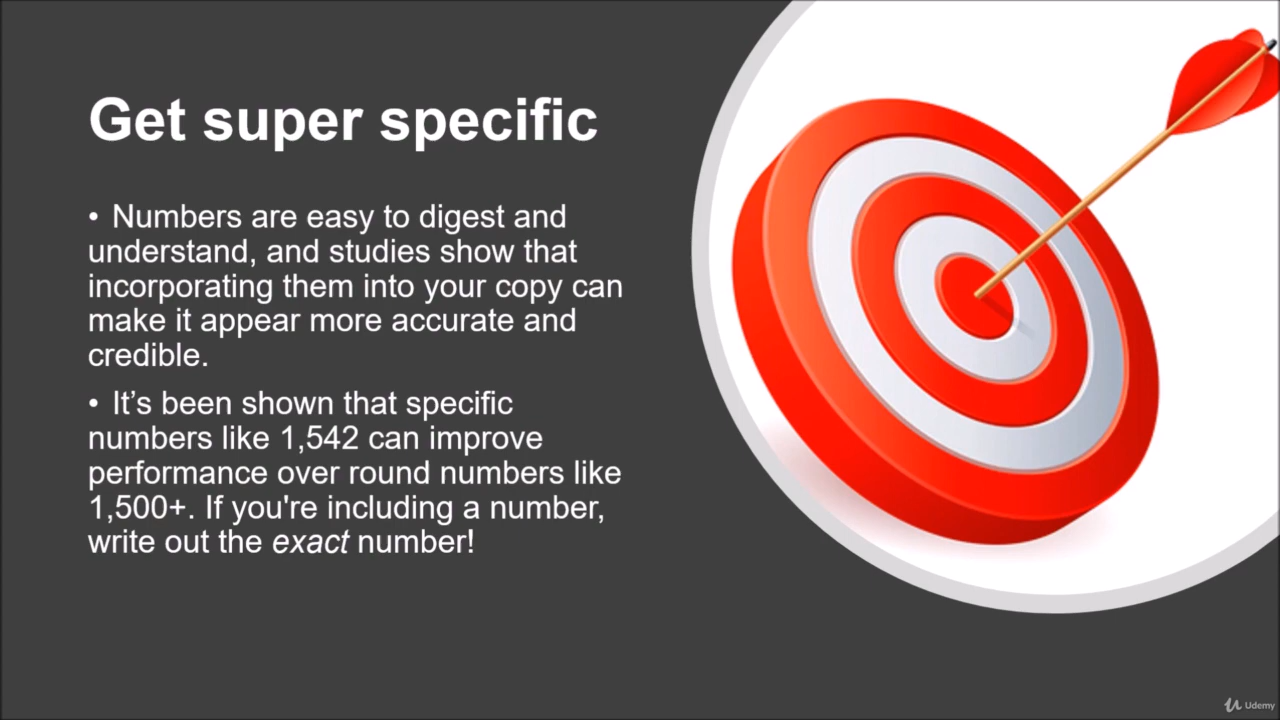 Get super specific
• Numbers are easy to digest and
understand, and studies show that
incorporating them into your copy can
make it appear more accurate and
credible.
• It’s been shown that specific
numbers like 1,542 can improve
performance over round numbers like
1,500+. If you're including a number,
write out the exact number!
Udemy